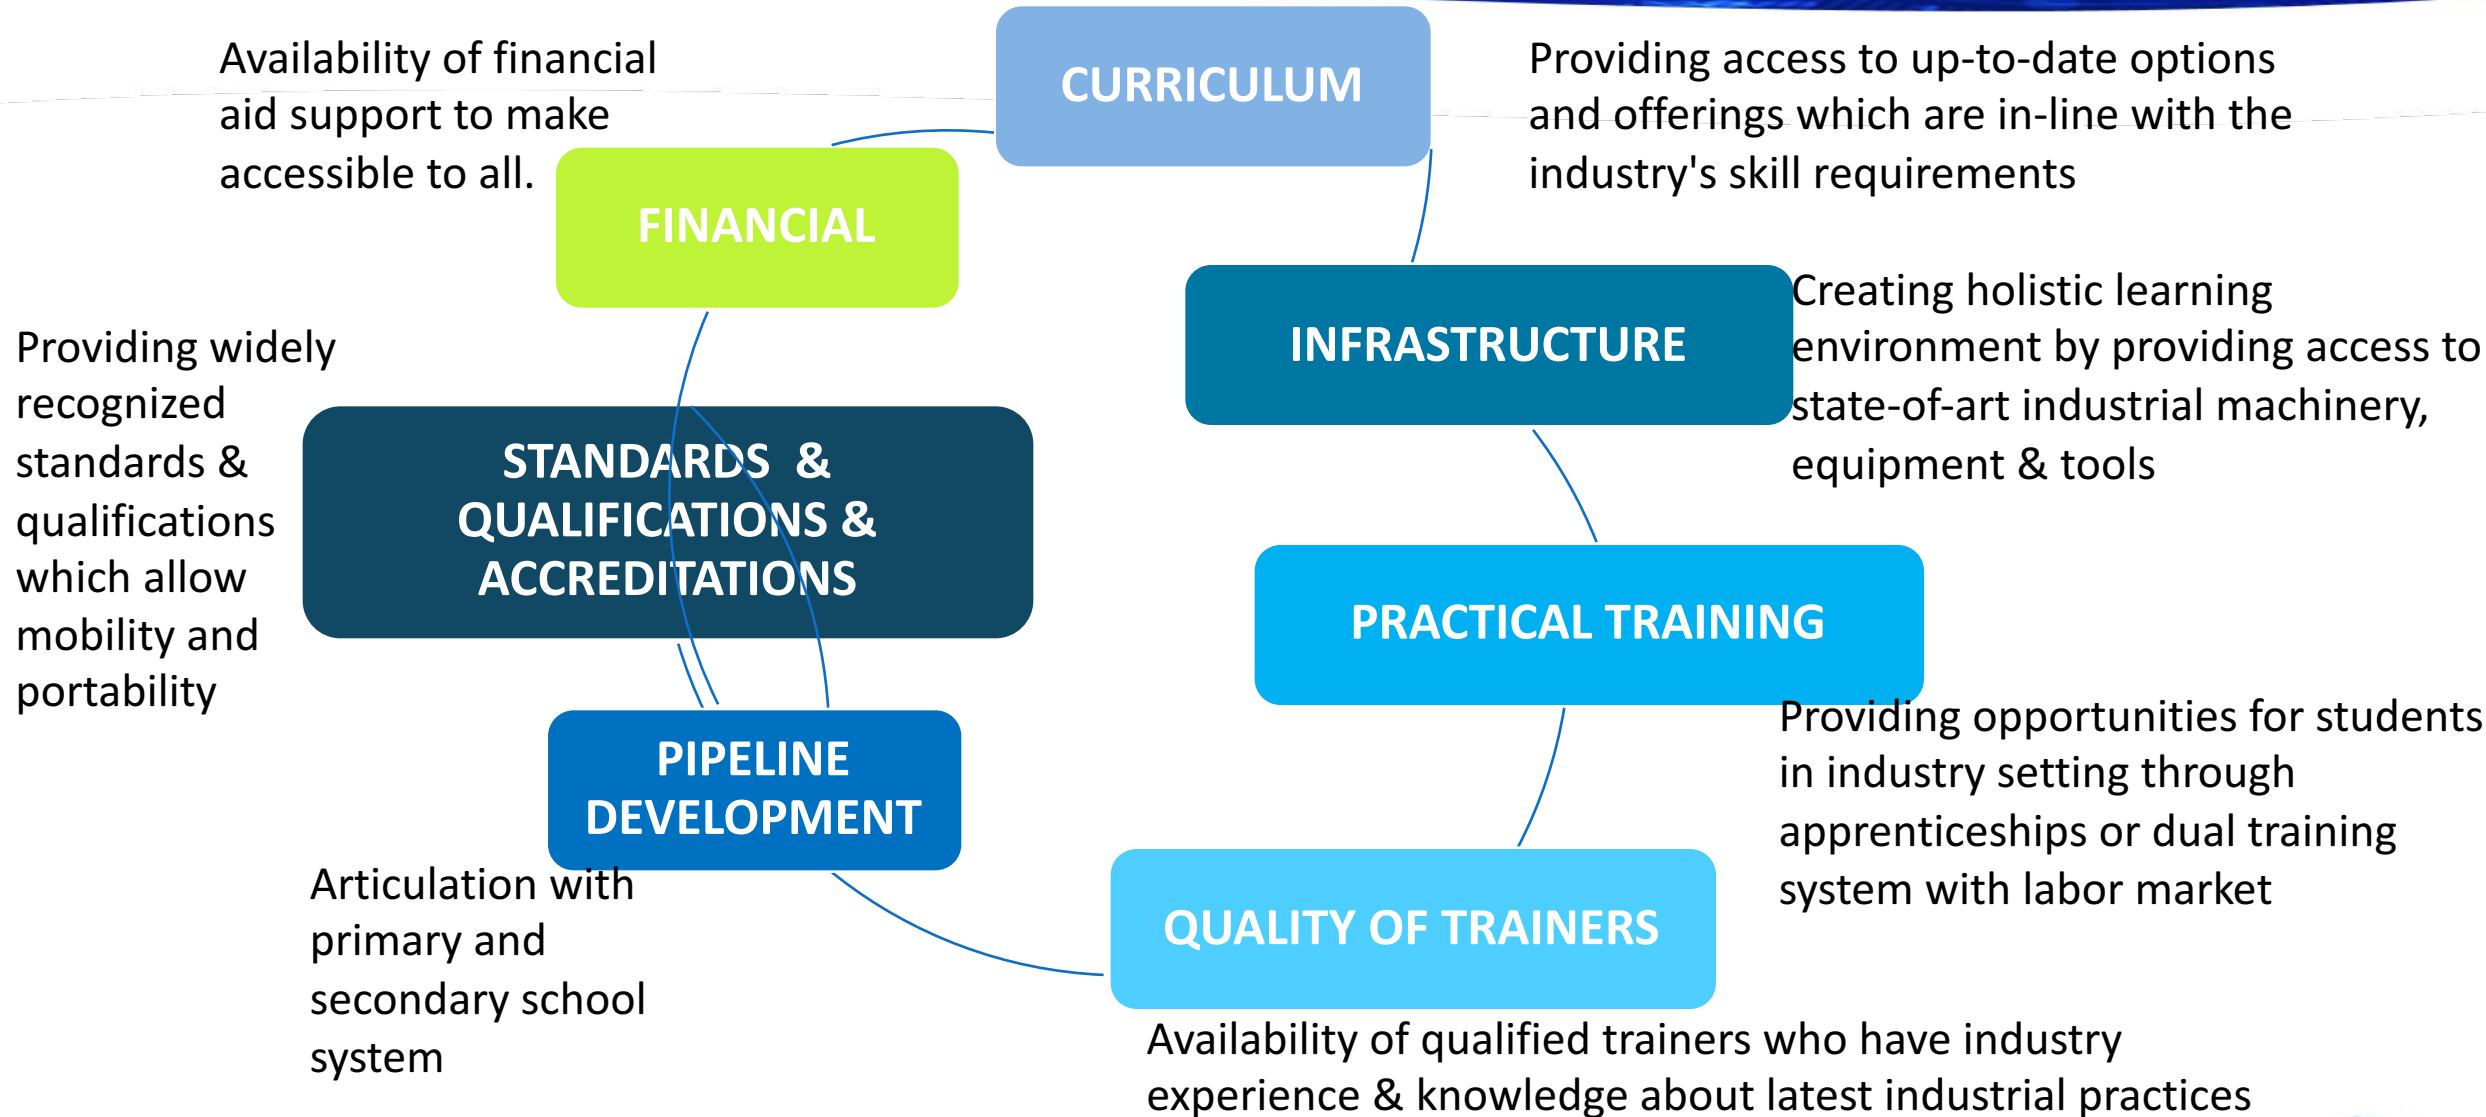 CURRICULUM
Providing access to up-to-date options
and offerings which are in-line with the
industry's skill requirements
INFRASTRUCTURE
Creating holistic learning
environment by providing access to
state-of-art industrial machinery,
equipment & tools
PRACTICAL TRAINING
Providing opportunities for students
in industry setting through
apprenticeships or dual training
system with labor market
QUALITY OF TRAINERS
Availability of qualified trainers who have industry
experience & knowledge about latest industrial practices
PIPELINE
DEVELOPMENT
Articulation with
primary and
secondary school
system
STANDARDS &
QUALIFICATIONS &
ACCREDITATIONS
Providing widely
recognized
standards &
qualifications
which allow
mobility and
portability
FINANCIAL
Availability of financial
aid support to make
accessible to all.